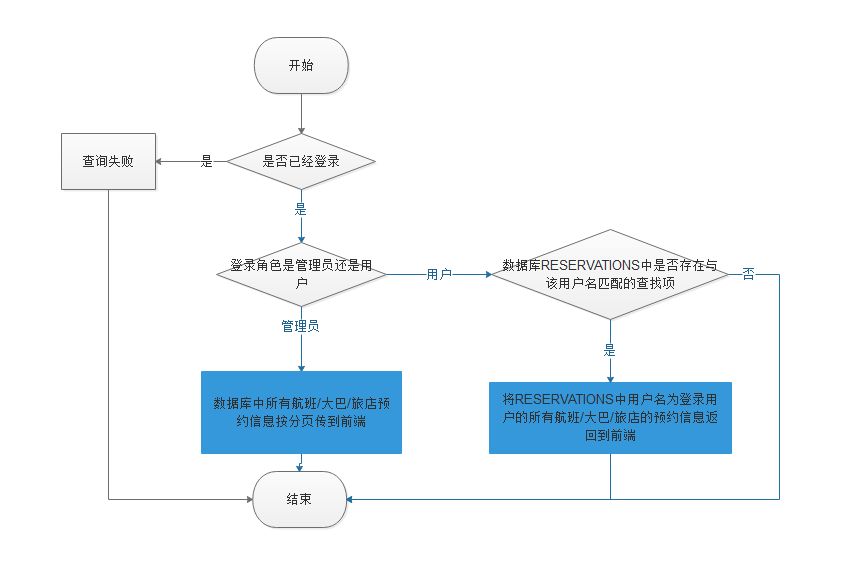 开始
是否已经登录
是
查询失败
是
登录角色是管理员还是用
户
用户
数据库RESERVATIONS中是否存在与
该用户名匹配的查找项
否
管理员
是
数据库中所有航班/大巴/旅店预
约信息按分页传到前端
将RESERVATIONS中用户名为登录用
户的所有航班/大巴/旅店的预约信息返
回到前端
结束